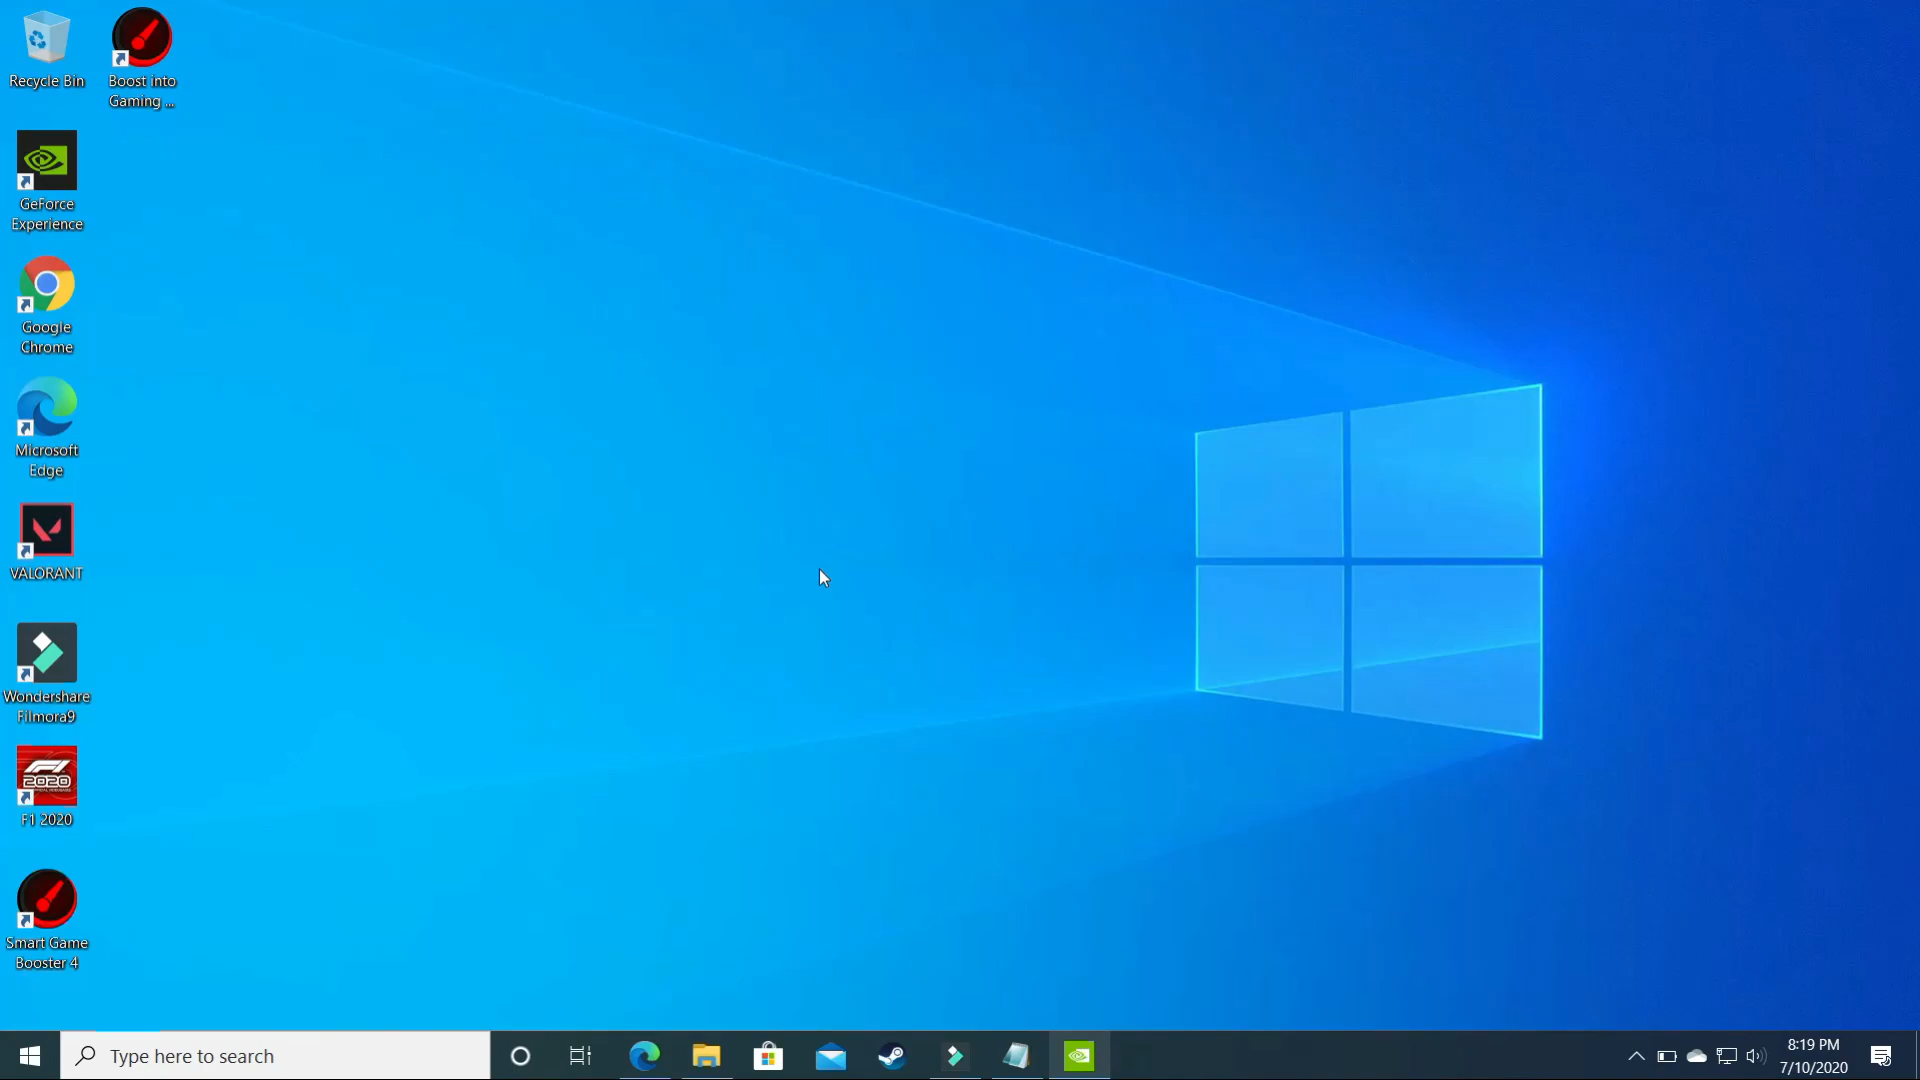 Recycle Bin
Boost into
Gaming ...
GeForce
Experience
Google
Chrome
Microsoft
Edge
VALORANT
Wondershare
Filmora9
2020
F1 2020
Smart Game
Booster 4
Type here to search
8:19 PM
7/10/2020